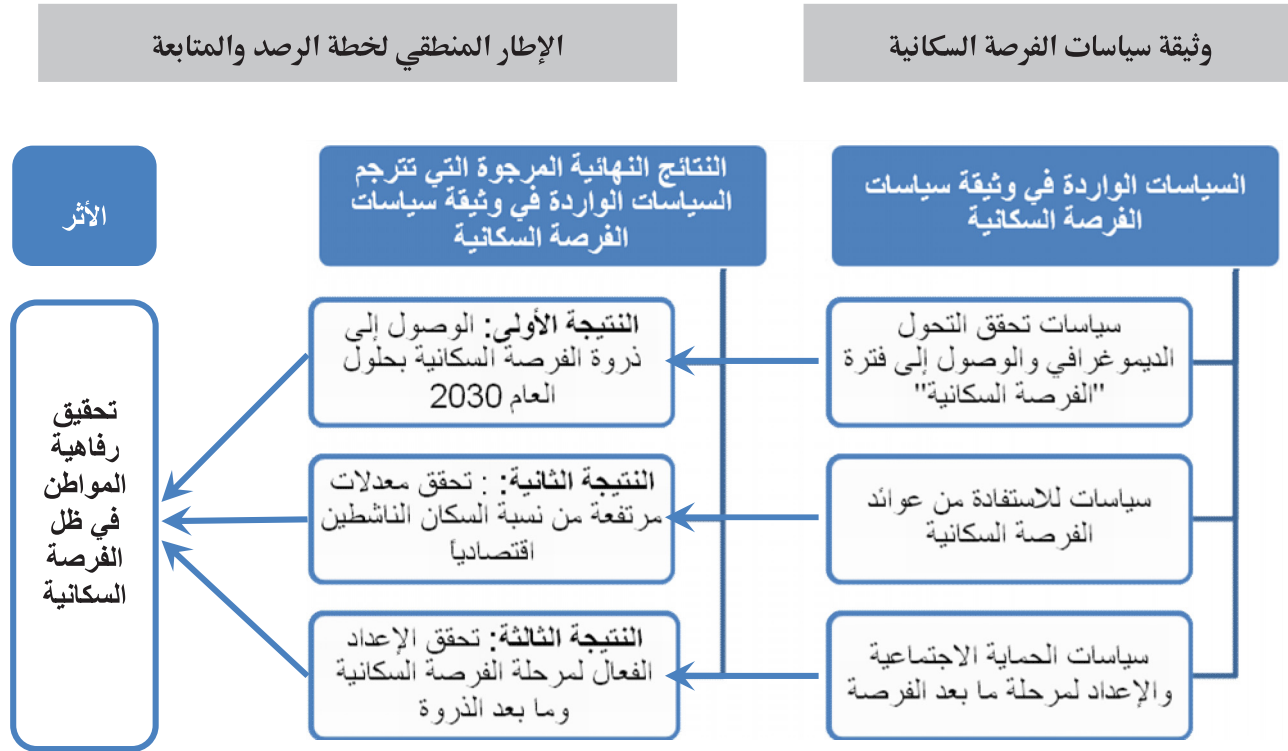 وثيقة سياسات الفرصة السكانية
الإطار المنطقي لخطة الرصد والمتابعة
السياسات الواردة في وثيقة سياسات
الفرصة السكانية
النتائج النهائية المرجوة التي تترجم
السياسات الواردة في وثيقة سياسات
الفرصة السكانية
الأثر
سياسات تحقق التحول
الديموغرافي والوصول إلى فترة
"الفرصة السكانية"
النتيجة الأولى: الوصول إلى
ذروة الفرصة السكانية بحلول
العام 2030
سياسات للاستفادة من عوائد
الفرصة السكانية
النتيجة الثانية: : تحقق معدلات
مرتفعة من نسبة السكان الناشطين
اقتصادياً
سياسات الحماية الاجتماعية
والإعداد لمرحلة ما بعد الفرصة
النتيجة الثالثة: تحقق الإعداد
الفعال لمرحلة الفرصة السكانية
وما بعد الذروة
تحقيق
رفاهية
المواطن
في ظل
الفرصة
السكانية